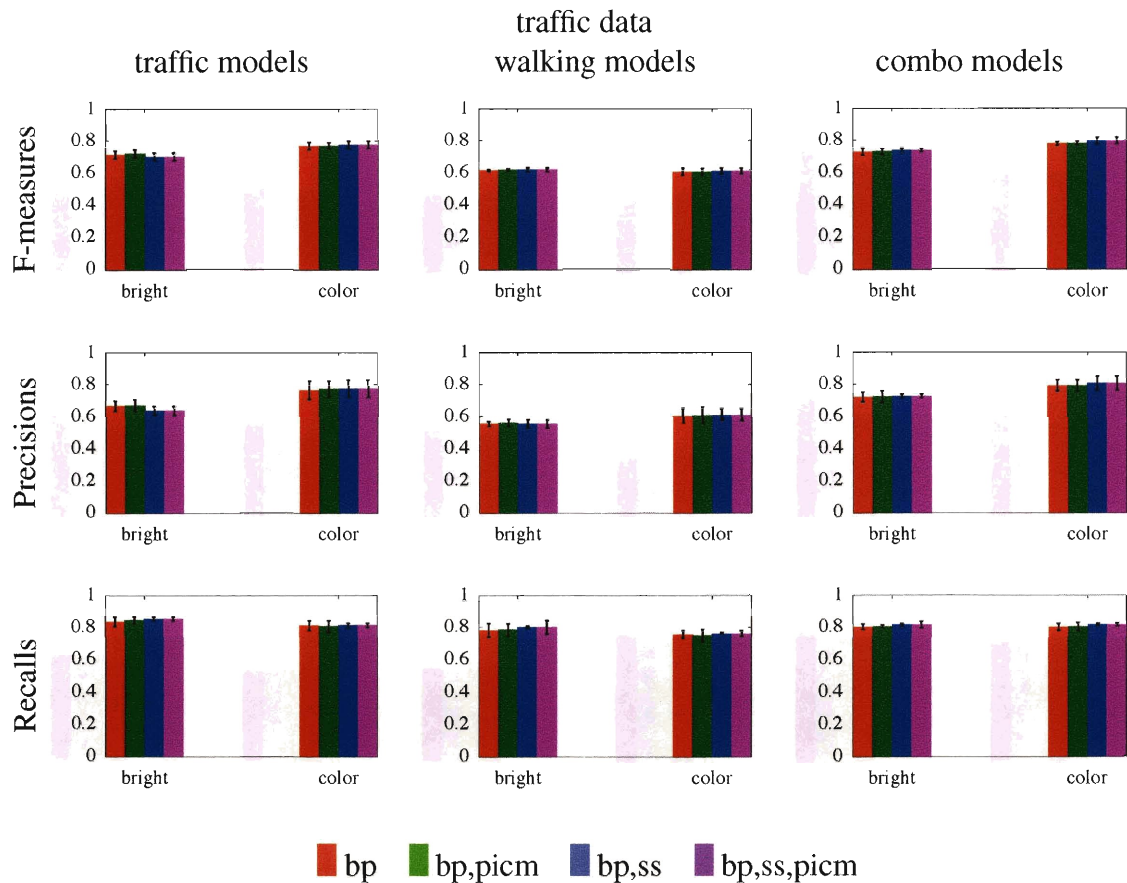 traffic data
traffic models walking models combo models
F-measures
1 0.8 0.6 0.4 0.2 0
bright color
1 0.8 0.6 0.4 0.2 0
bright color
1 0.8 0.6 0.4 0.2 0
bright color
Precisions
1 0.8 0.6 0.4 0.2 0
bright color
1 0.8 0.6 0.4 0.2 0
bright color
1 0.8 0.6 0.4 0.2 0
bright color
Recalls
1 0.8 0.6 0.4 0.2 0
bright color
1 0.8 0.6 0.4 0.2 0
bright color
1 0.8 0.6 0.4 0.2 0
bright color
bp bp,picm bp,ss bp,ss,picm